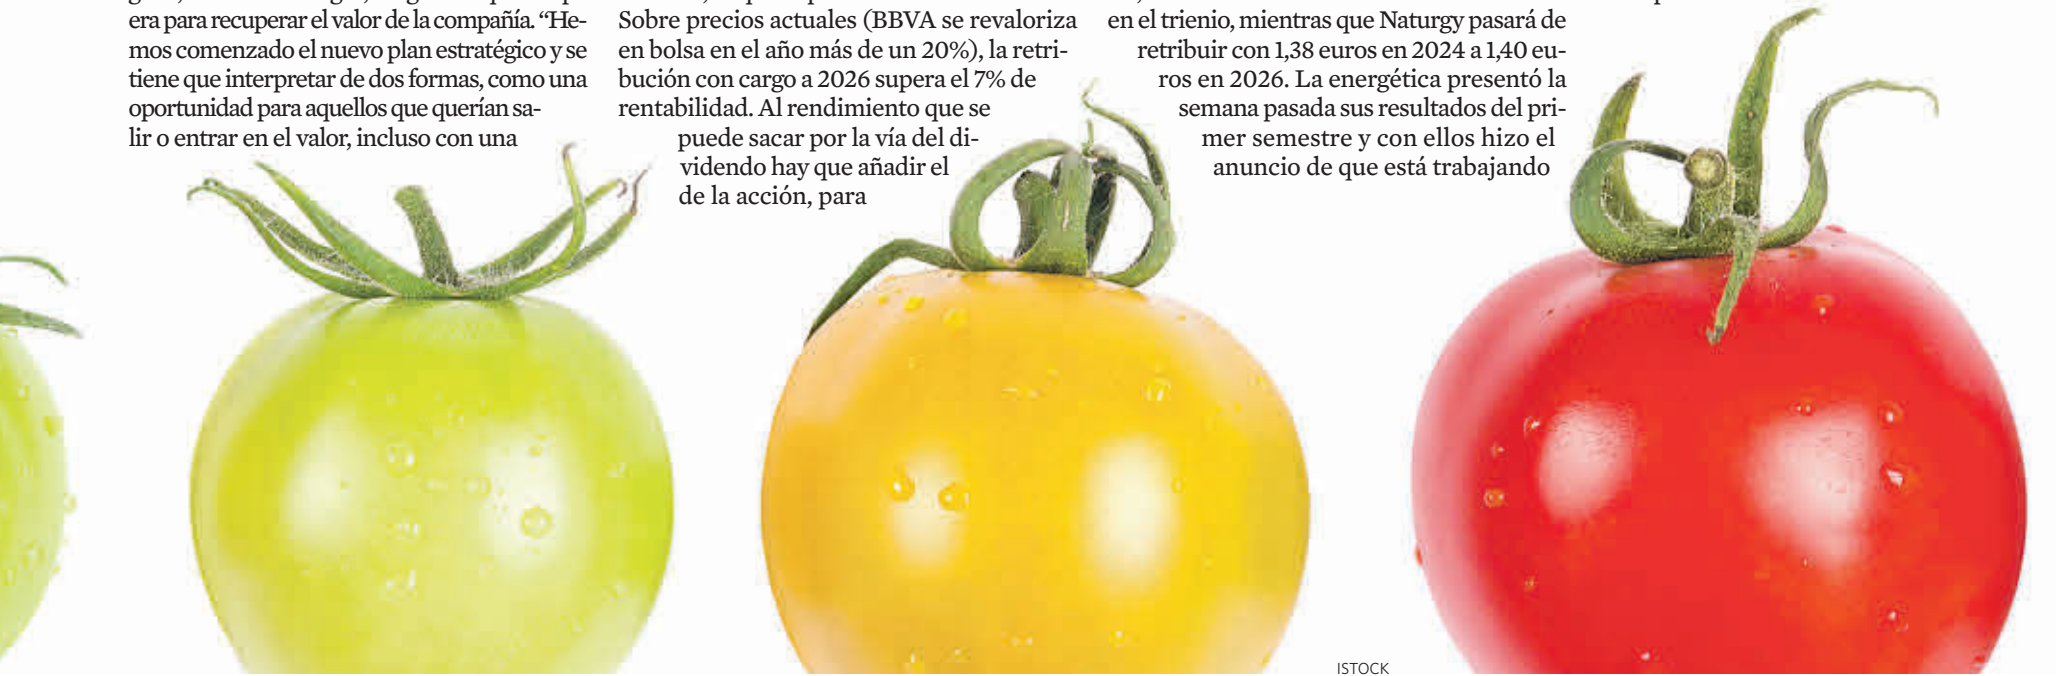 era para recuperar el valor de la compañía. “He-
mos comenzado el nuevo plan estratégico y se
tiene que interpretar de dos formas, como una
oportunidad para aquellos que querían sa-
lir o entrar en el valor, incluso con una
Sobre precios actuales (BBVA se revaloriza
en bolsa en el año más de un 20%), la retri-
bución con cargo a 2026 supera el 7% de
rentabilidad. Al rendimiento que se
puede sacar por la vía del di-
videndo hay que añadir el
de la acción, para
en el trienio, mientras que Naturgy pasará de
retribuir con 1,38 euros en 2024 a 1,40 eu-
ros en 2026. La energética presentó la
semana pasada sus resultados del pri-
mer semestre y con ellos hizo el
anuncio de que está trabajando
ISTOCK